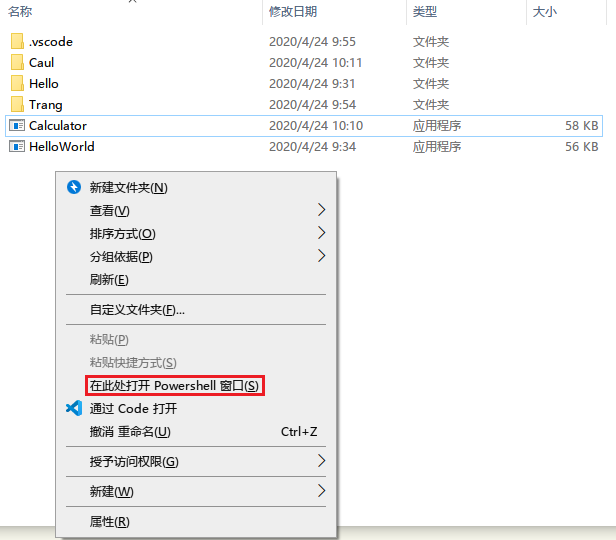 名称 修改日期 类型 大小
.vscode 2020/4/24 9:55 文件夹
Caul 2020/4/24 10:11 文件夹
Hello 2020/4/24 9:31 文件夹
Trang 2020/4/24 9:54 文件夹
Calculator 2020/4/24 10:10 应用程序 58 KB
HelloWorld 2020/4/24 9:34 应用程序 56 KB
新建文件夹(N)
查看(V)
排序方式(O)
分组依据(P)
刷新(E)
自定义文件夹(F)...
粘贴(P)
粘贴快捷方式(S)
在此处打开 Powershell 窗口(S)
通过 Code 打开
撤消 重命名(U) Ctrl+Z
授予访问权限(G)
新建(W)
属性(R)